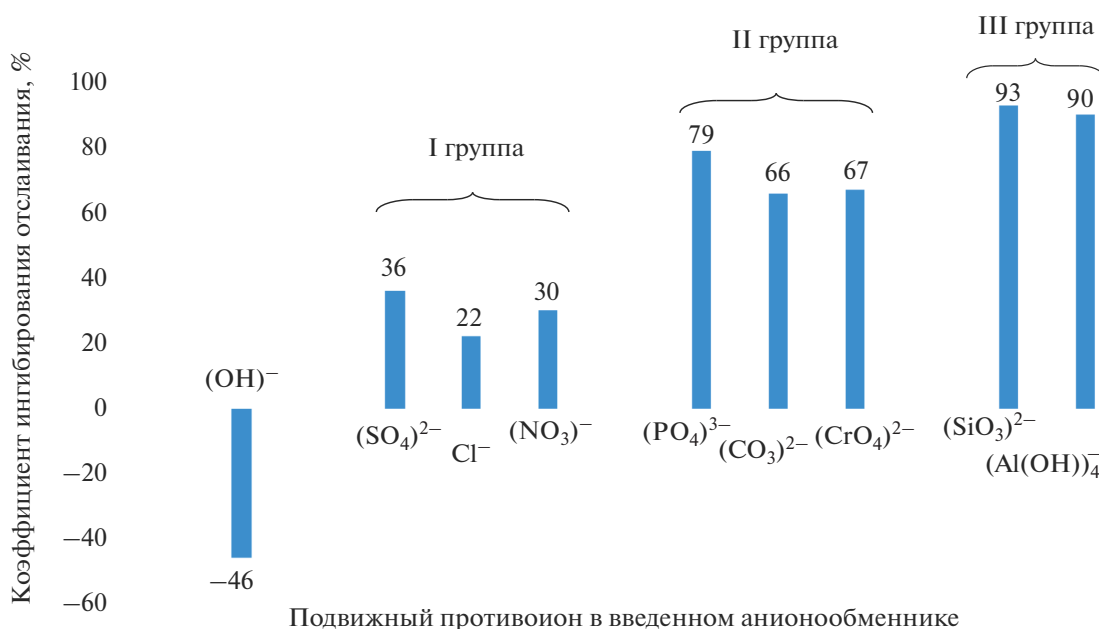 III группа
II группа
I группа
Коэффициент ингибирования отслаивания, %
100
80
60
40
20
0
−20
−40
−60
93
90
79
66
67
36
22
30
−46
(OH)⁻
(SO₄)²⁻
Cl⁻
(NO₃)⁻
(PO₄)³⁻
(CO₃)²⁻
(CrO₄)²⁻
(SiO₃)²⁻
(Al(OH))₄⁻
Подвижный противоион в введенном анионообменнике